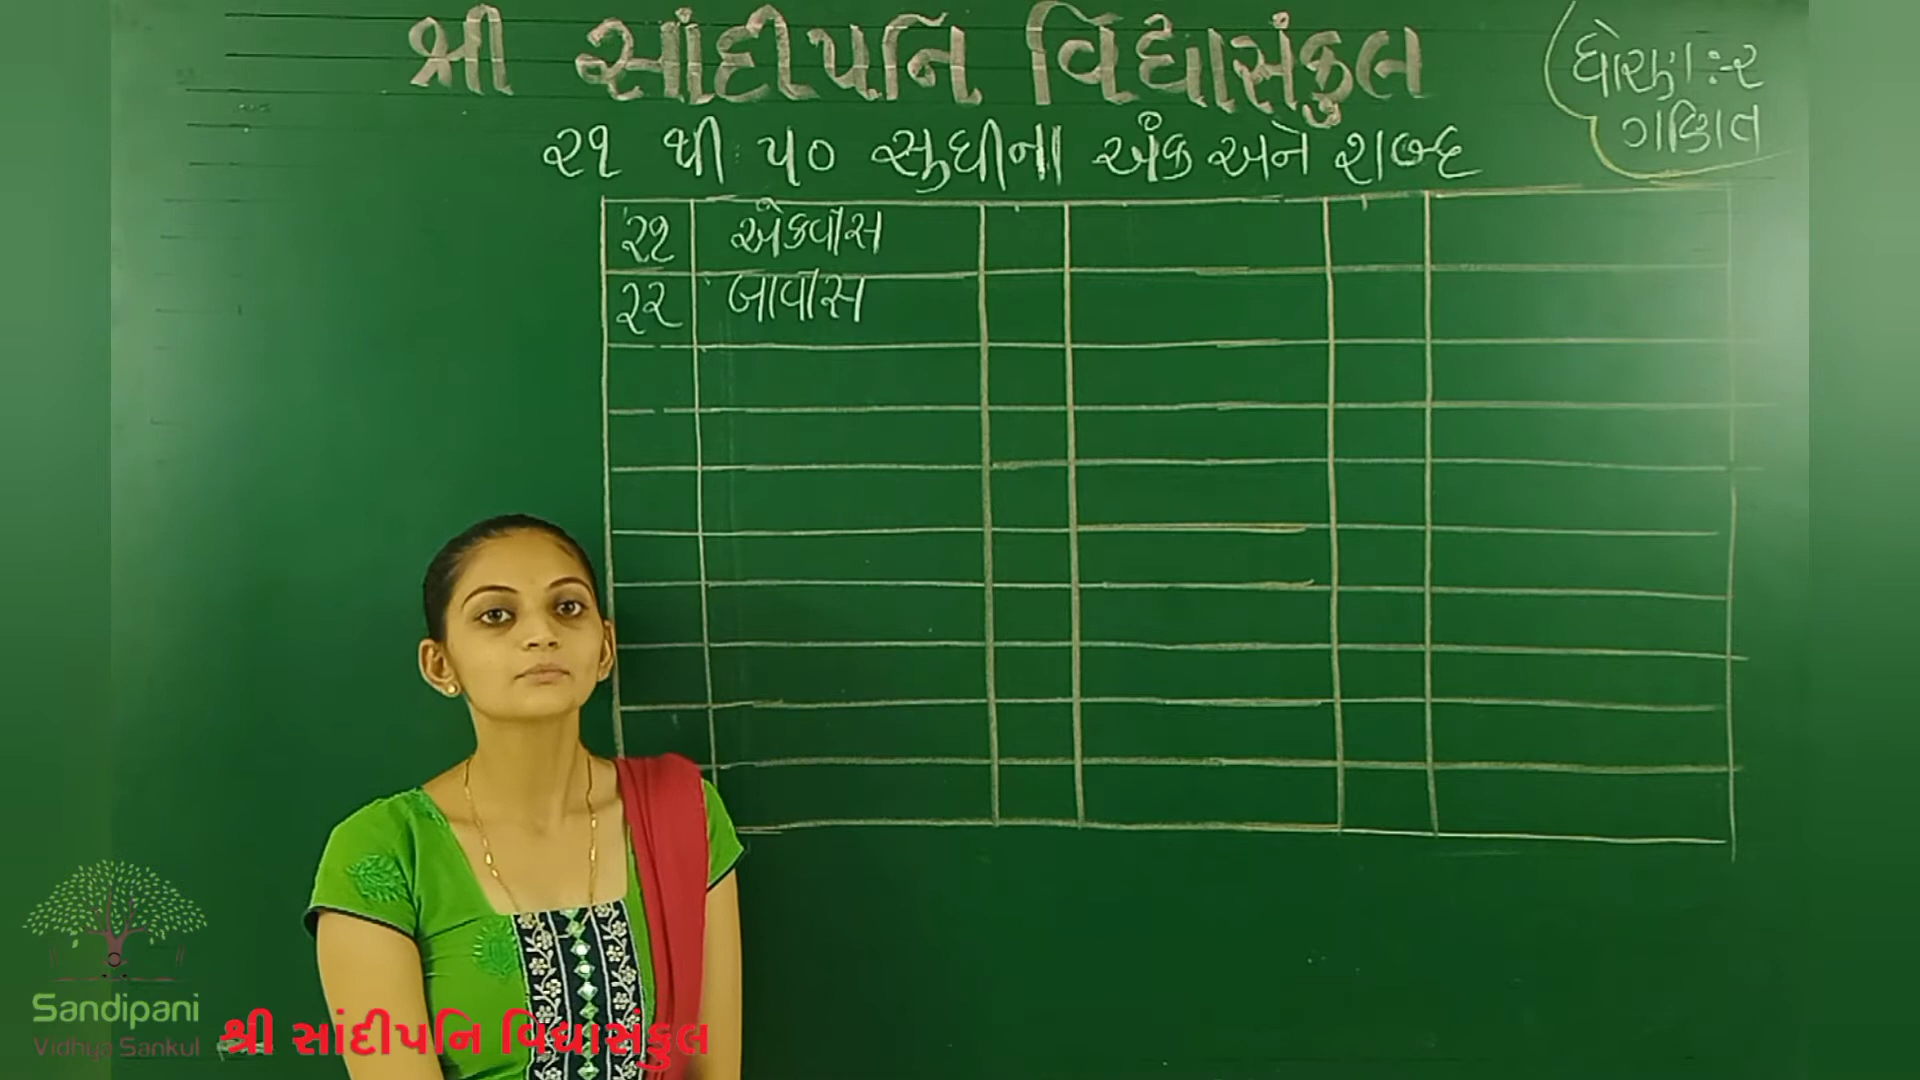 શ્રી સાંદીપનિ વિદ્યાસંકુલ
ધોરણ :- ૨
ગણિત
૨૧ થી ૫૦ સુધીના અંક અને શબ્દ
૨૧ એકવીસ
૨૨ બાવીસ
Sandipani
Vidhya Sankul
શ્રી સાંદીપનિ વિદ્યાસંકુલ